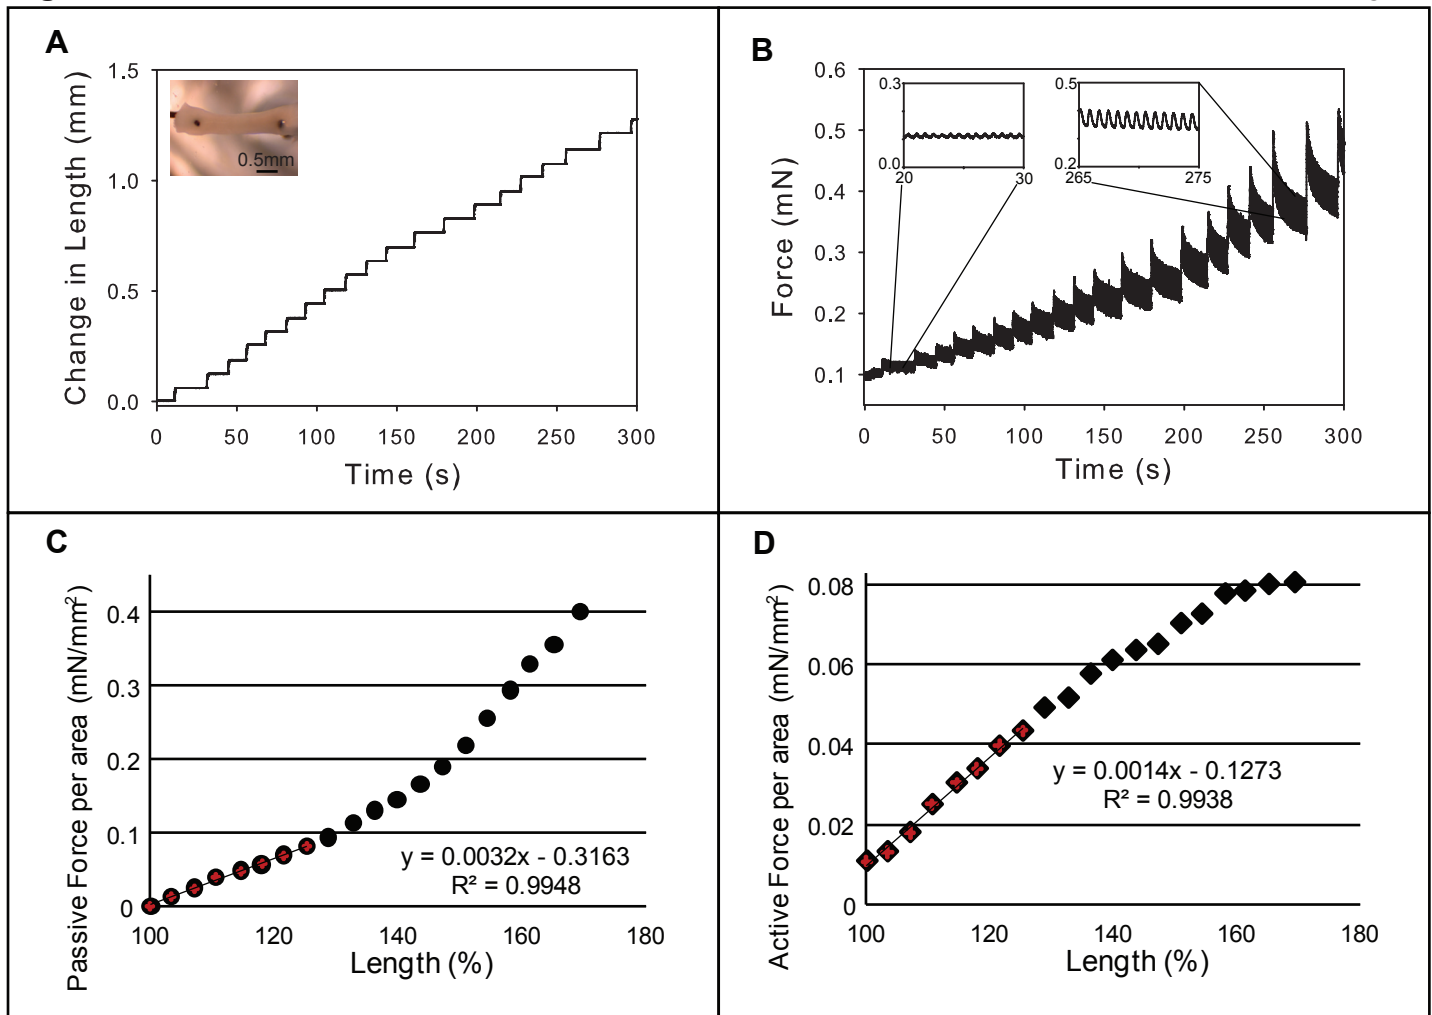 A
Change in Length (mm)
1.5
1.0
0.5
0.0
0.5mm
0 50 100 150 200 250 300
Time (s)
B
Force (mN)
0.6
0.5
0.4
0.3
0.2
0.1
0.3
0.0
20 30
0.5
0.2
265 275
0 50 100 150 200 250 300
Time (s)
C
Passive Force per area (mN/mm²)
0.4
0.3
0.2
0.1
0
y = 0.0032x - 0.3163
R² = 0.9948
100 120 140 160 180
Length (%)
D
Active Force per area (mN/mm²)
0.08
0.06
0.04
0.02
0
y = 0.0014x - 0.1273
R² = 0.9938
100 120 140 160 180
Length (%)